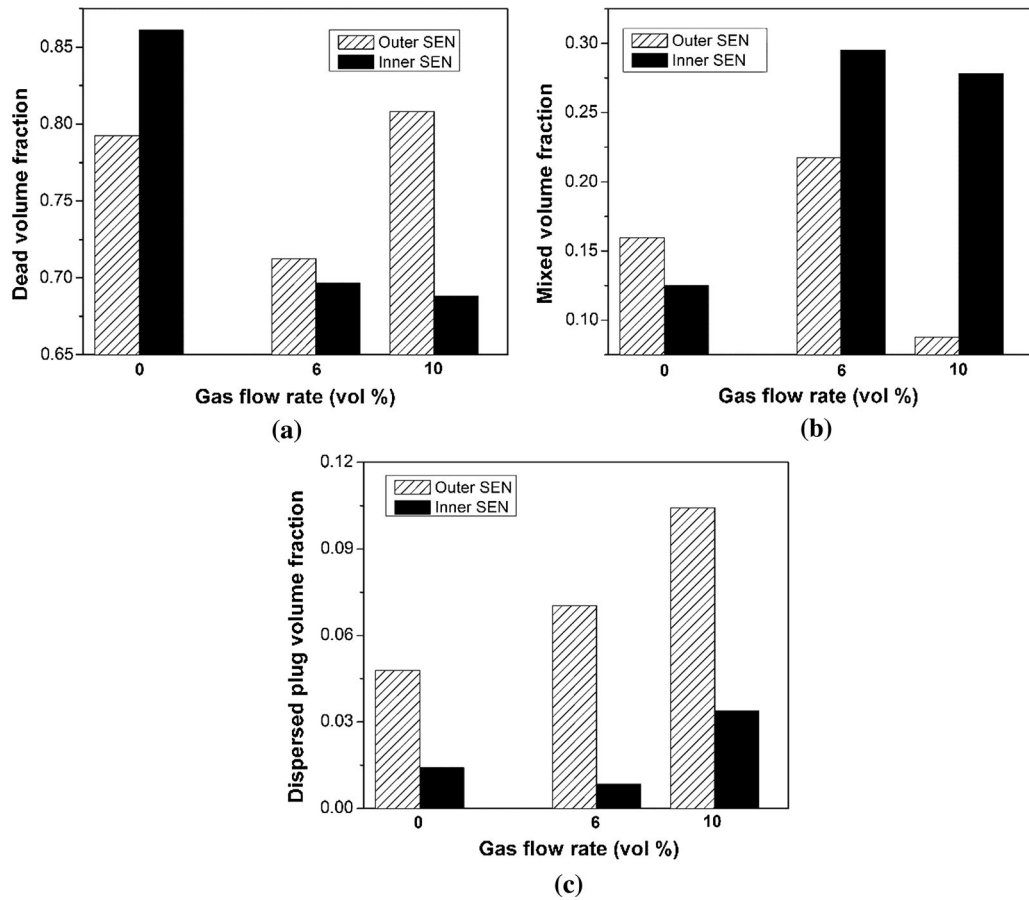 Dead volume fraction
0.85
0.80
0.75
0.70
0.65
Outer SEN
Inner SEN
0
6
10
Gas flow rate (vol %)
(a)
Mixed volume fraction
0.30
0.25
0.20
0.15
0.10
Outer SEN
Inner SEN
0
6
10
Gas flow rate (vol %)
(b)
Dispersed plug volume fraction
0.12
0.09
0.06
0.03
0.00
Outer SEN
Inner SEN
0
6
10
Gas flow rate (vol %)
(c)